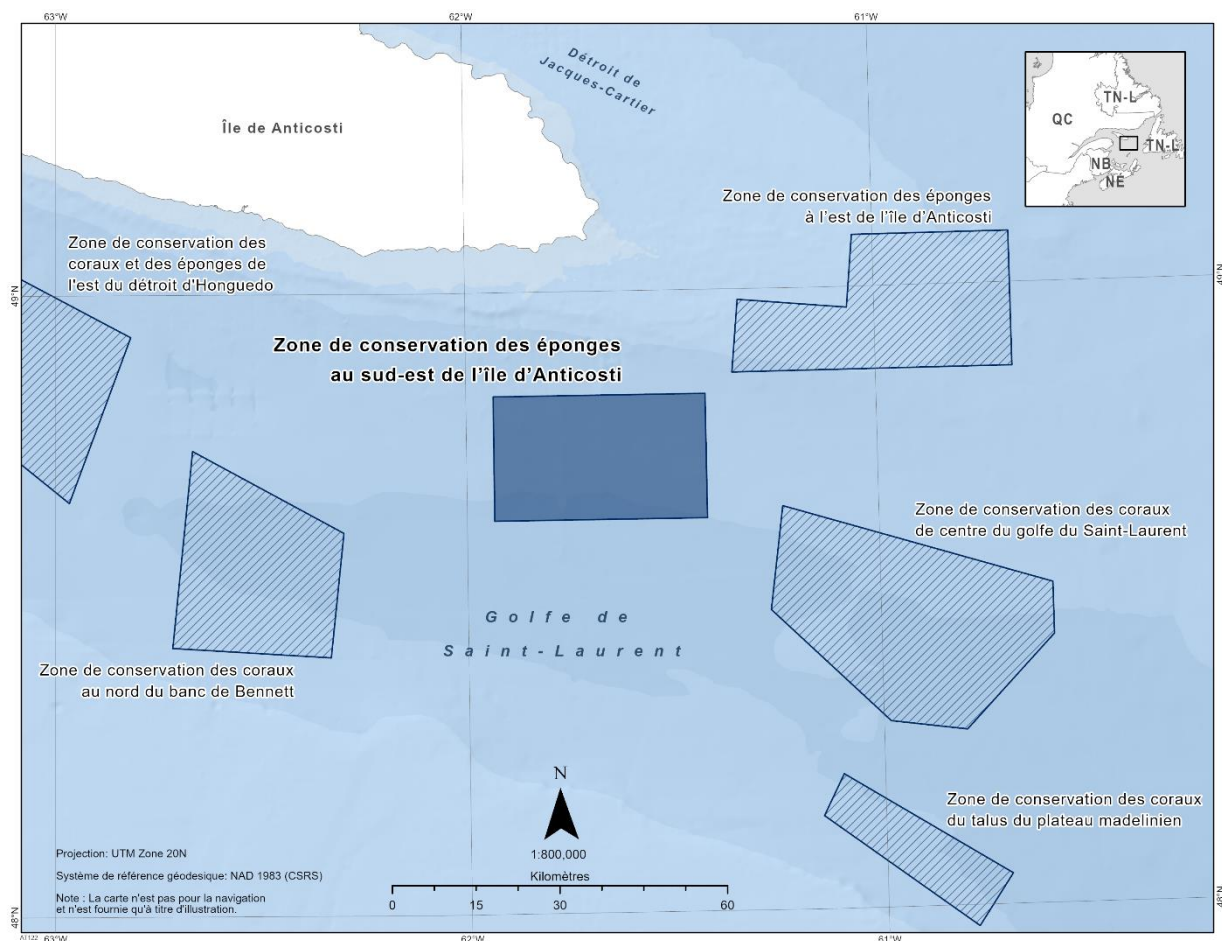 63°W
62°W
61°W
Détroit de
Jacques-Cartier
Île de Anticosti
QC
TN-L
TN-L
NB
NÉ
Zone de conservation des éponges
à l'est de l'île d'Anticosti
Zone de conservation des
coraux et des éponges de
l'est du détroit d'Honguedo
49°N
49°N
Zone de conservation des éponges
au sud-est de l'île d'Anticosti
Zone de conservation des coraux
de centre du golfe du Saint-Laurent
Golfe de
Saint-Laurent
Zone de conservation des coraux
au nord du banc de Bennett
N
1:800,000
Kilomètres
0 15 30 60
Zone de conservation des coraux
du talus du plateau madelinien
Projection: UTM Zone 20N
Système de référence géodesique: NAD 1983 (CSRS)
Note : La carte n'est pas pour la navigation
et n'est fournie qu'à titre d'illustration.
48°N
48°N
A1122
63°W
62°W
61°W